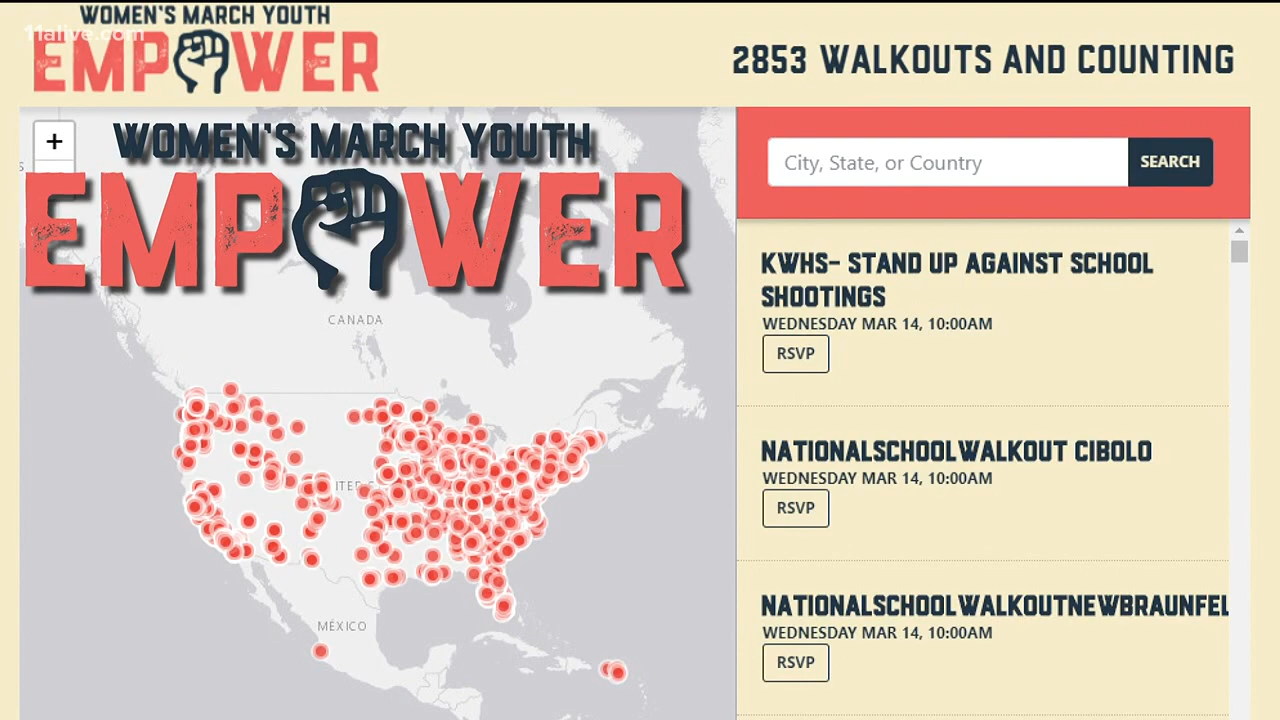 WOMEN'S MARCH YOUTH
11alive.com
EMPOWER
2853 WALKOUTS AND COUNTING
+
WOMEN'S MARCH YOUTH
EMPOWER
CANADA
MÉXICO
City, State, or Country
SEARCH
KWHS- STAND UP AGAINST SCHOOL
SHOOTINGS
WEDNESDAY MAR 14, 10:00AM
RSVP
NATIONALSCHOOLWALKOUT CIBOLO
WEDNESDAY MAR 14, 10:00AM
RSVP
NATIONALSCHOOLWALKOUTNEWBRAUNFEL
WEDNESDAY MAR 14, 10:00AM
RSVP